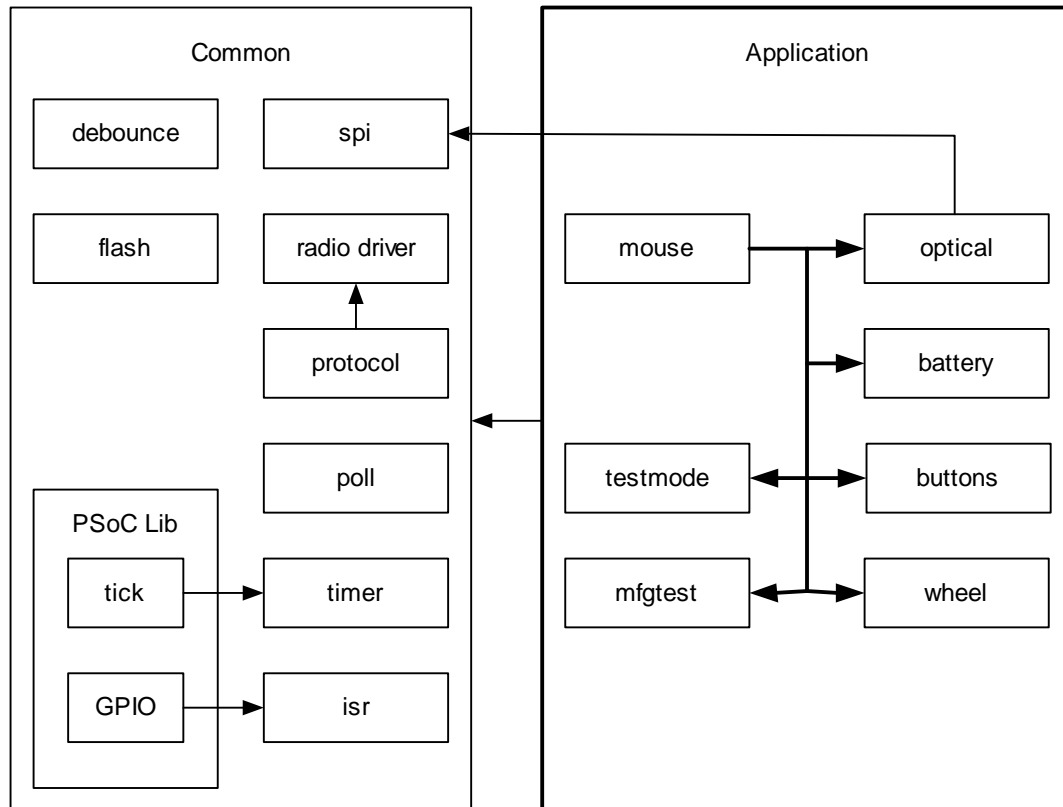 Common
debounce
spi
flash
radio driver
protocol
poll
PSoC Lib
tick
timer
GPIO
isr
Application
mouse
optical
battery
testmode
buttons
mfgtest
wheel